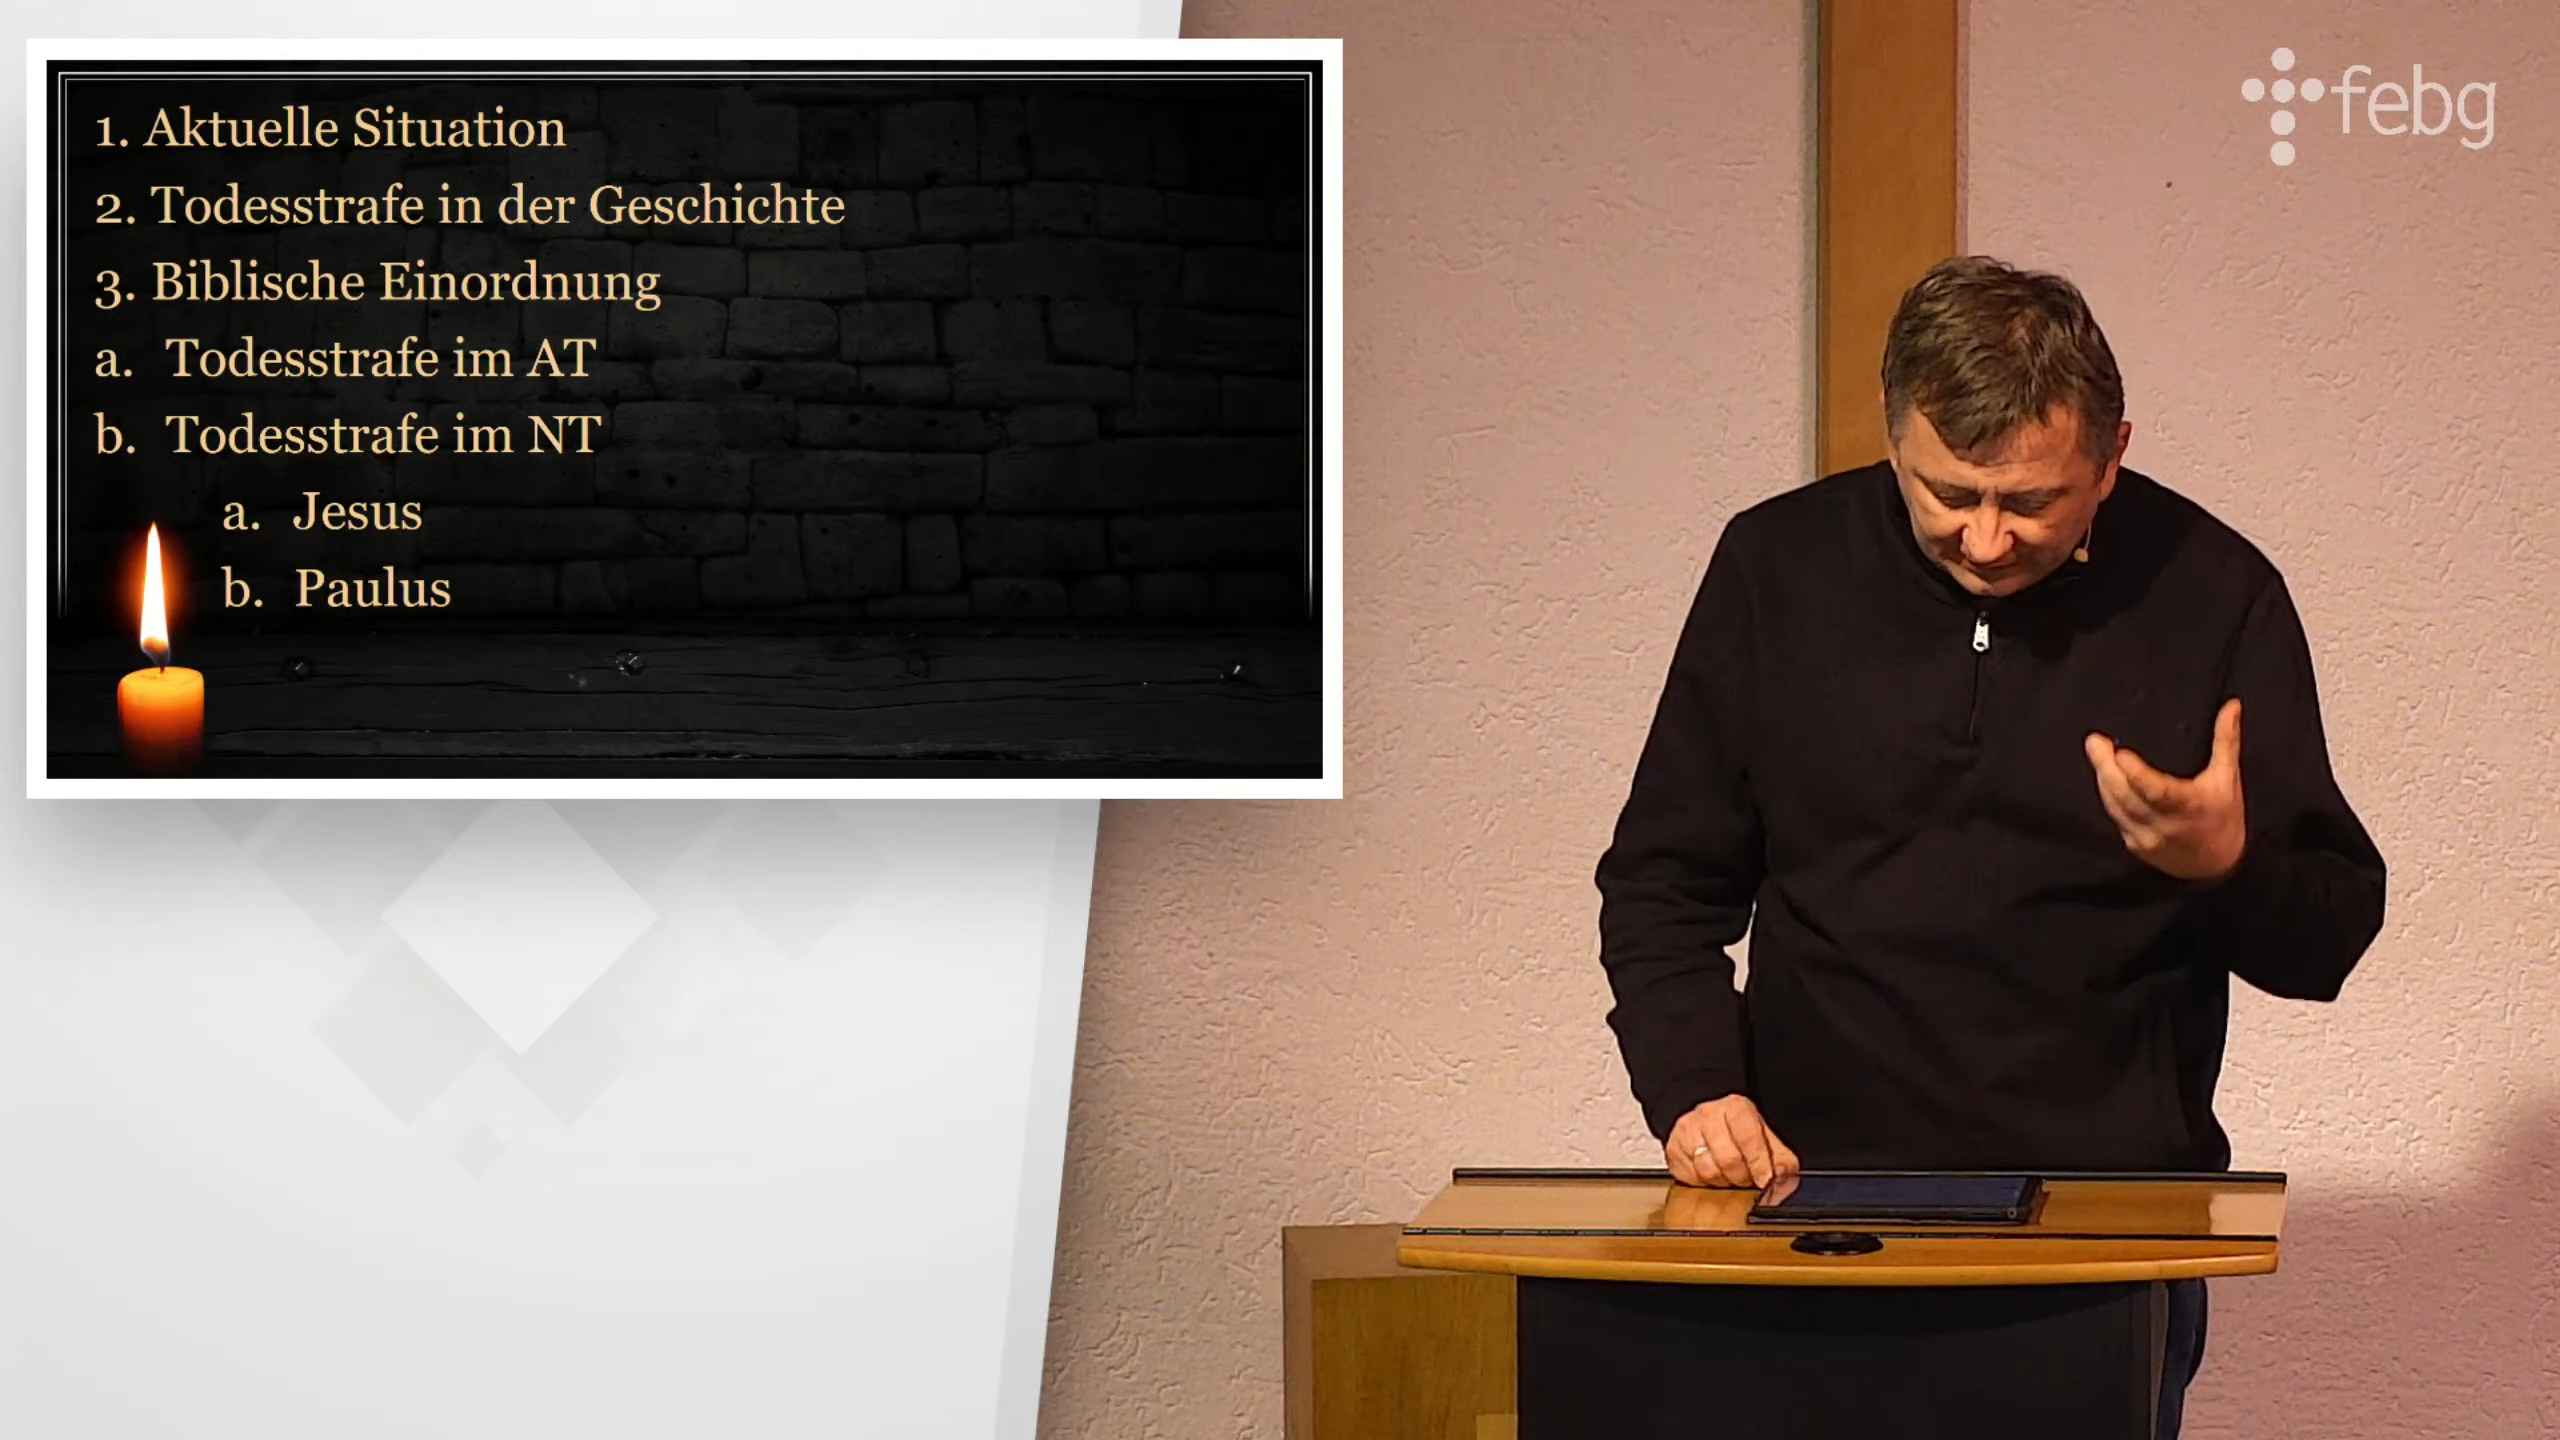 1. Aktuelle Situation
2. Todesstrafe in der Geschichte
3. Biblische Einordnung
a. Todesstrafe im AT
b. Todesstrafe im NT
a. Jesus
b. Paulus
febg